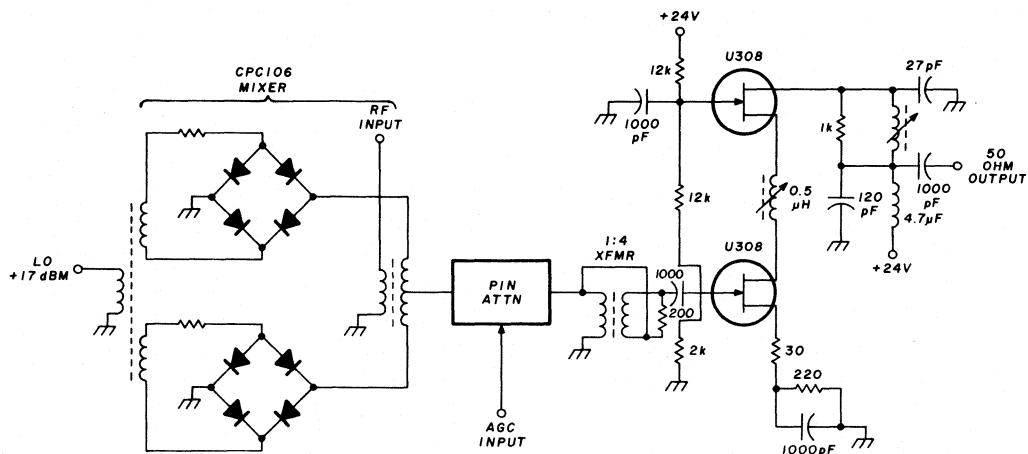 CPC106
MIXER
RF
INPUT
LO
+17 dBM
PIN
ATTN
AGC
INPUT
1:4
XFMR
1000
200
+24V
12k
1000
pF
12k
2k
U308
0.5
µH
U308
30
220
1000pF
27pF
1k
120
pF
1000
pF
4.7µF
+24V
50
OHM
OUTPUT